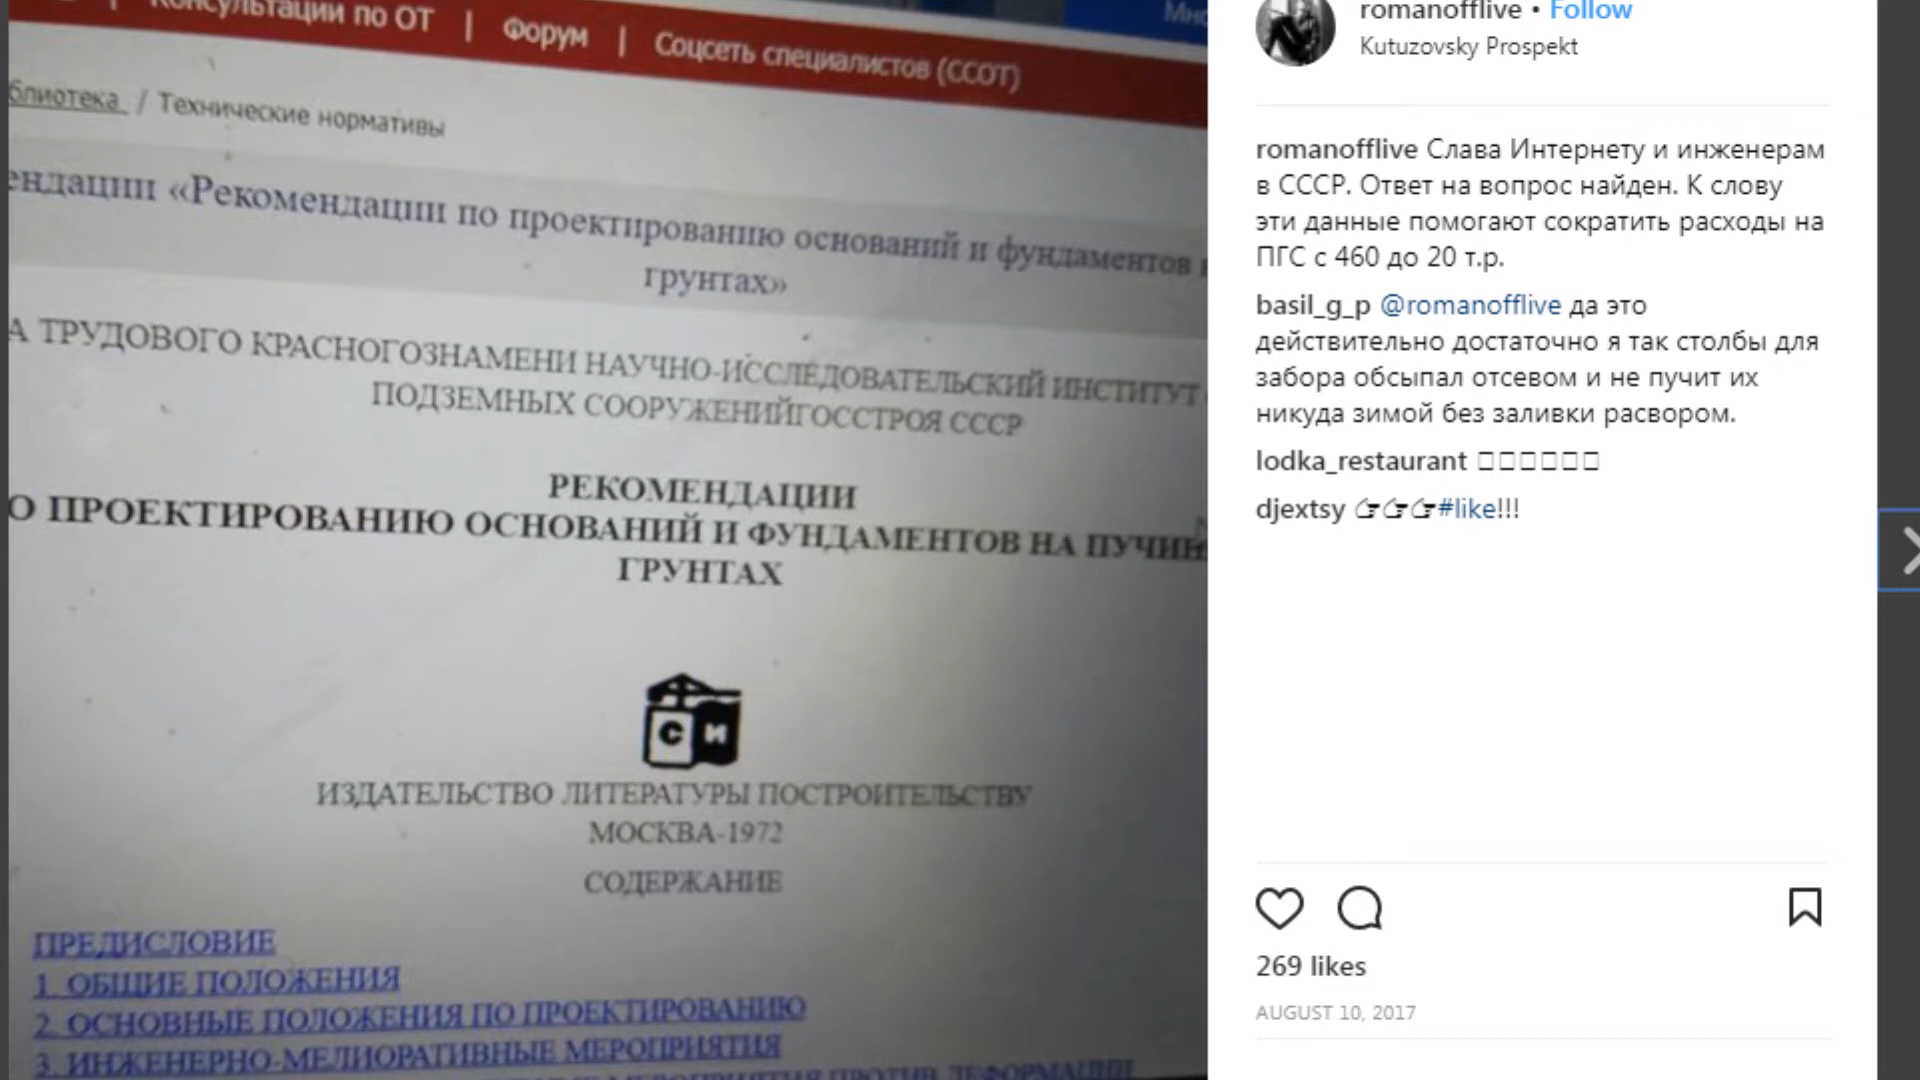 Консультации по ОТ | Форум | Соцсеть специалистов (ССОТ)
/ Технические нормативы
«Рекомендации по проектированию оснований и фундаментов
грунтах»
ТРУДОВОГО КРАСНОГОЗНАМЕНИ НАУЧНО-ИССЛЕДОВАТЕЛЬСКИЙ ИНСТИТУТ
ПОДЗЕМНЫХ СООРУЖЕНИЙГОССТРОЯ СССР
РЕКОМЕНДАЦИИ
О ПРОЕКТИРОВАНИЮ ОСНОВАНИЙ И ФУНДАМЕНТОВ НА ПУЧИН
ГРУНТАХ
С И
ИЗДАТЕЛЬСТВО ЛИТЕРАТУРЫ ПОСТРОИТЕЛЬСТВУ
МОСКВА-1972
СОДЕРЖАНИЕ
ПРЕДИСЛОВИЕ
1. ОБЩИЕ ПОЛОЖЕНИЯ
2. ОСНОВНЫЕ ПОЛОЖЕНИЯ ПО ПРОЕКТИРОВАНИЮ
3. ИНЖЕНЕРНО-МЕЛИОРАТИВНЫЕ МЕРОПРИЯТИЯ
МЕРОПРИЯТИЯ ПРОТИВ ДЕФОРМАЦИИ
romanofflive • Follow
Kutuzovsky Prospekt
romanofflive Слава Интернету и инженерам
в СССР. Ответ на вопрос найден. К слову
эти данные помогают сократить расходы на
ПГС с 460 до 20 т.р.
basil_g_p @romanofflive да это
действительно достаточно я так столбы для
забора обсыпал отсевом и не пучит их
никуда зимой без заливки расвором.
lodka_restaurant
djextsy 👉👉👉#like!!!
269 likes
AUGUST 10, 2017